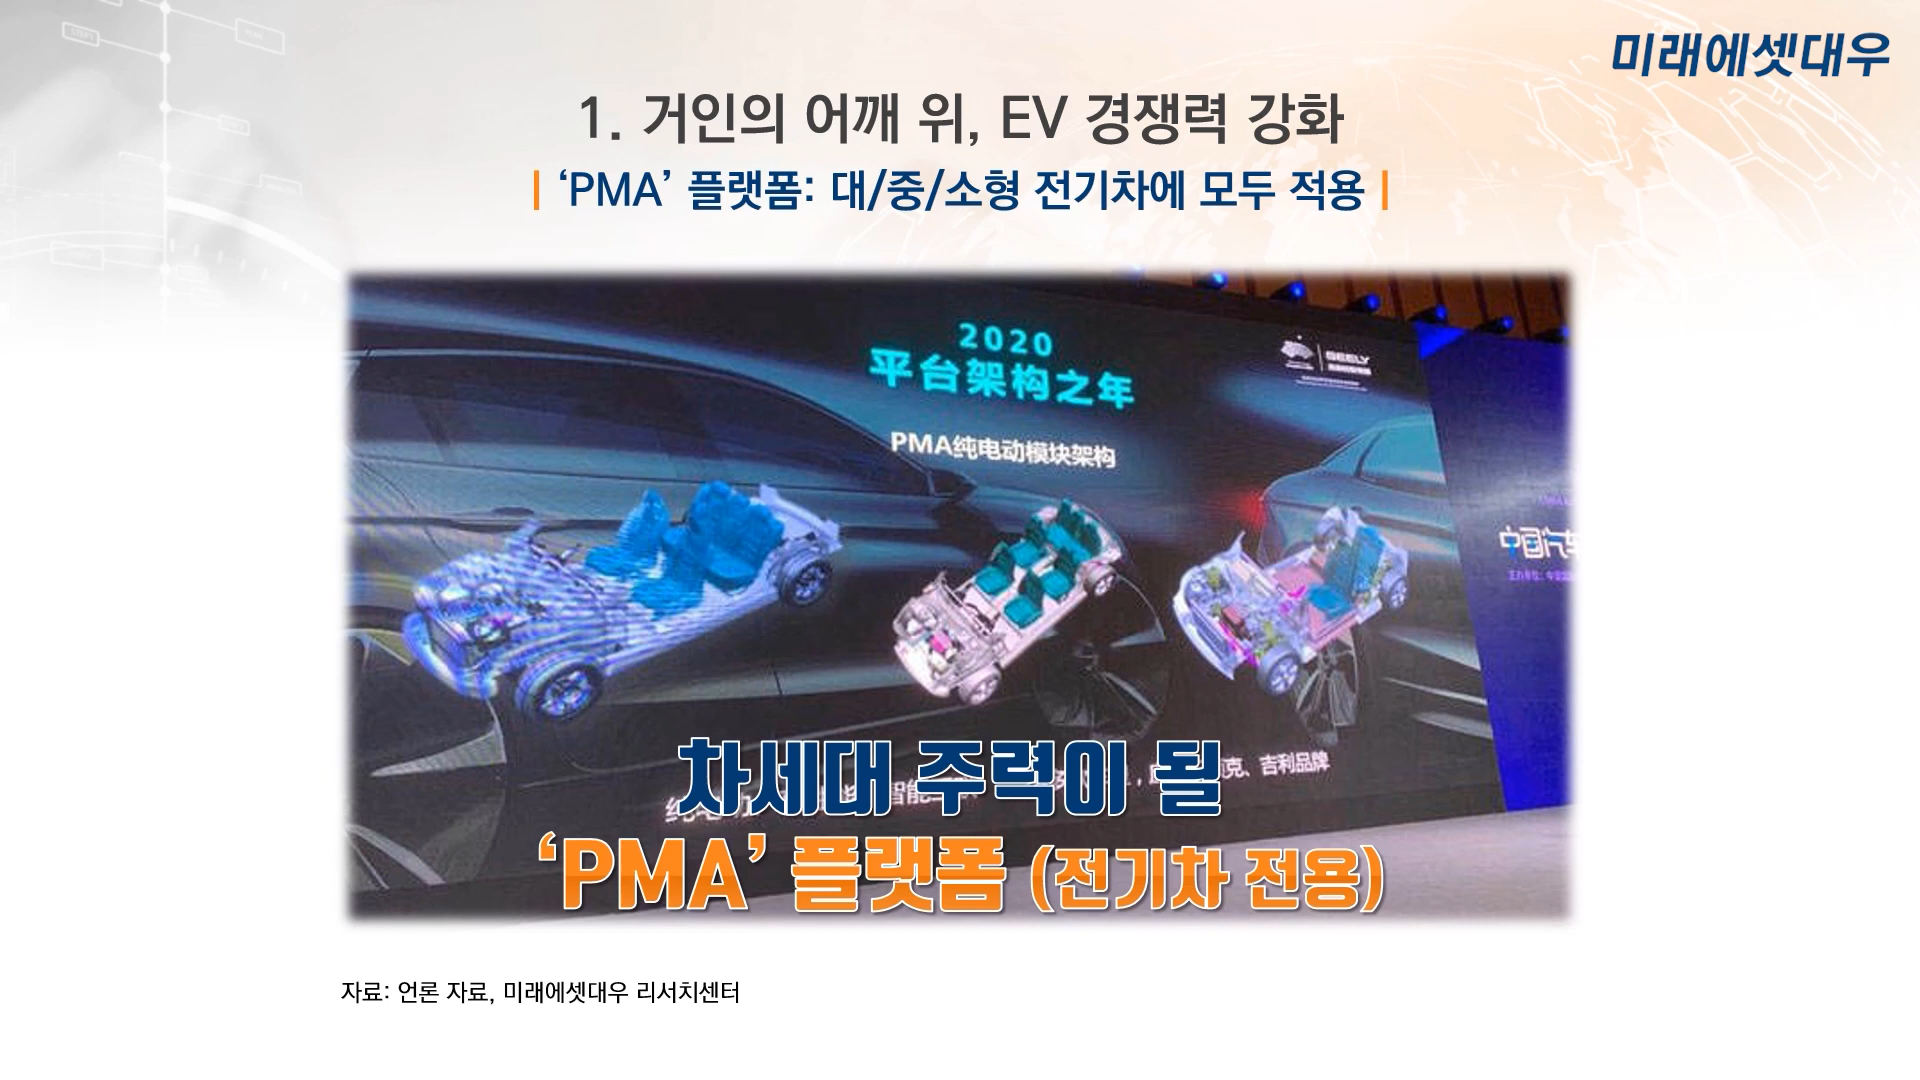 미래에셋대우
1. 거인의 어깨 위, EV 경쟁력 강화
‘PMA’ 플랫폼: 대/중/소형 전기차에 모두 적용
2020
平台架构之年
GEELY
PMA纯电动模块架构
中国汽车
克、吉利品牌
智能
차세대 주력이 될
‘PMA’ 플랫폼 (전기차 전용)
자료: 언론 자료, 미래에셋대우 리서치센터